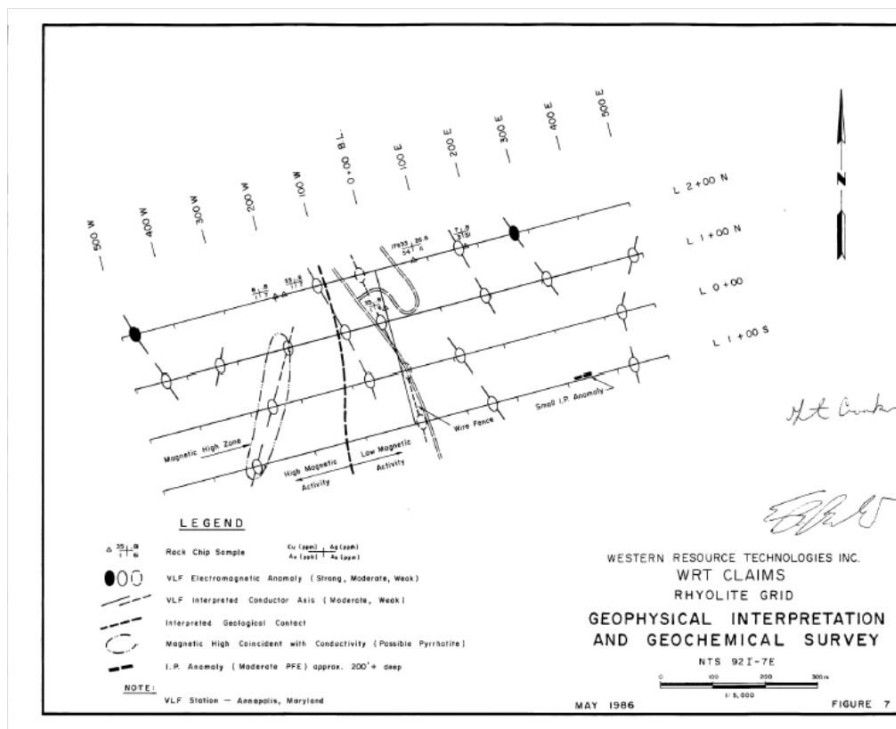 500 W
400 W
300 W
200 W
100 W
0+00 B.L.
100 E
200 E
300 E
400 E
500 E
L 2+00 N
L 1+00 N
L 0+00
L 1+00 S
N
Magnetic High Zone
High Magnetic
Activity
Low Magnetic
Activity
Wire Fence
Small I.P. Anomaly
LEGEND
Rock Chip Sample
Cu (ppm) Ag (ppm)
Au (ppb) As (ppm)
VLF Electromagnetic Anomaly (Strong, Moderate, Weak)
VLF Interpreted Conductor Axis (Moderate, Weak)
Interpreted Geological Contact
Magnetic High Coincident with Conductivity (Possible Pyrrhotite)
I.P. Anomaly (Moderate PFE) approx. 200'+ deep
NOTE:
VLF Station — Annapolis, Maryland
WESTERN RESOURCE TECHNOLOGIES INC.
WRT CLAIMS
RHYOLITE GRID
GEOPHYSICAL INTERPRETATION
AND GEOCHEMICAL SURVEY
NTS 92I-7E
0 100 200 300 m
1:5,000
MAY 1986
FIGURE 7